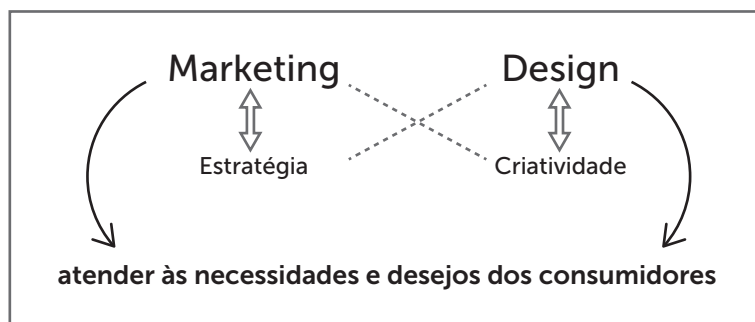 Marketing Design
Estratégia Criatividade
atender às necessidades e desejos dos consumidores